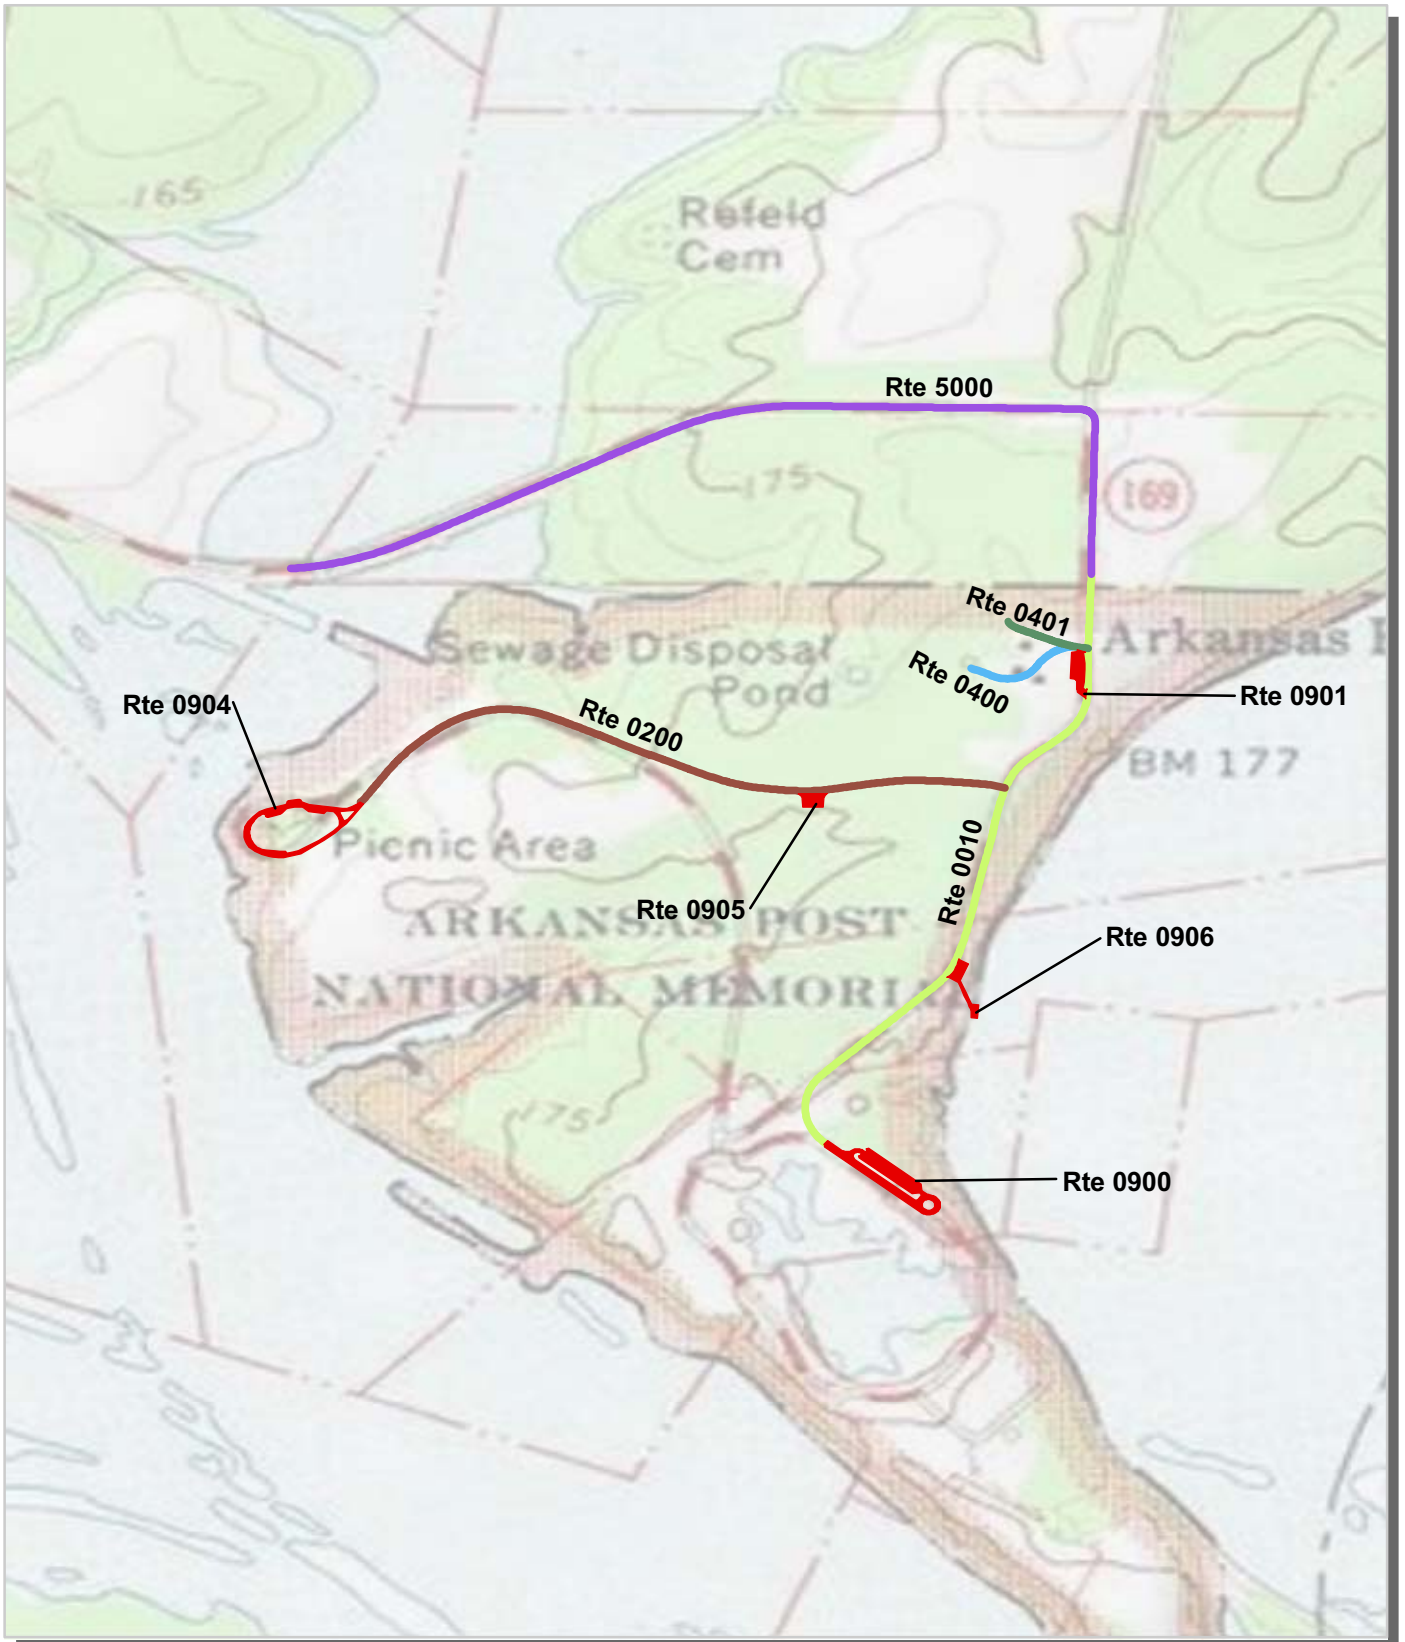 165
Refeld
Cem
Rte 5000
175
169
Rte 0401
Arkansas
Sewage Disposal
Pond
Rte 0400
Rte 0901
Rte 0904
Rte 0200
BM 177
Picnic Area
Rte 0010
Rte 0905
ARKANSAS POST
Rte 0906
NATIONAL MEMORI
175
Rte 0900